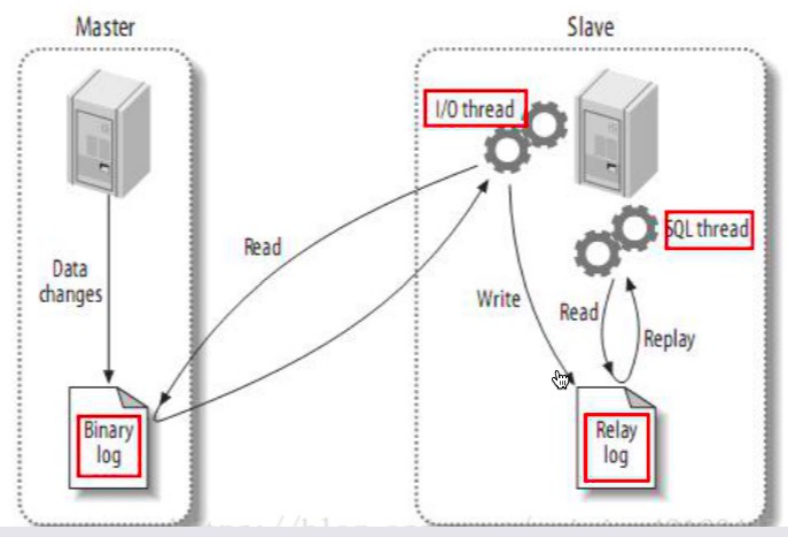 Master
Slave
I/O thread
SQL thread
Read
Data
changes
Write
Read
Replay
Binary
log
Relay
log